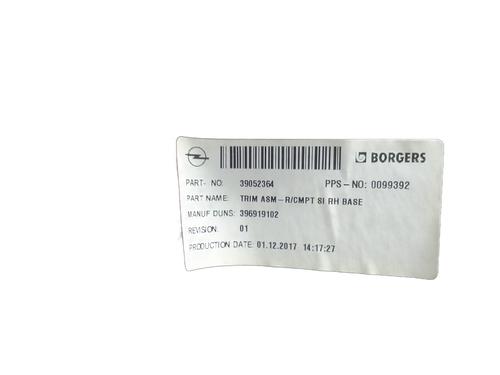 BORGERS
PART- NO: 39052364 PPS-NO: 0099392
PART NAME: TRIM ASM-R/CMPT SI RH BASE
MANUF DUNS: 396919102
REVISION: 01
PRODUCTION DATE: 01.12.2017 14:17:27